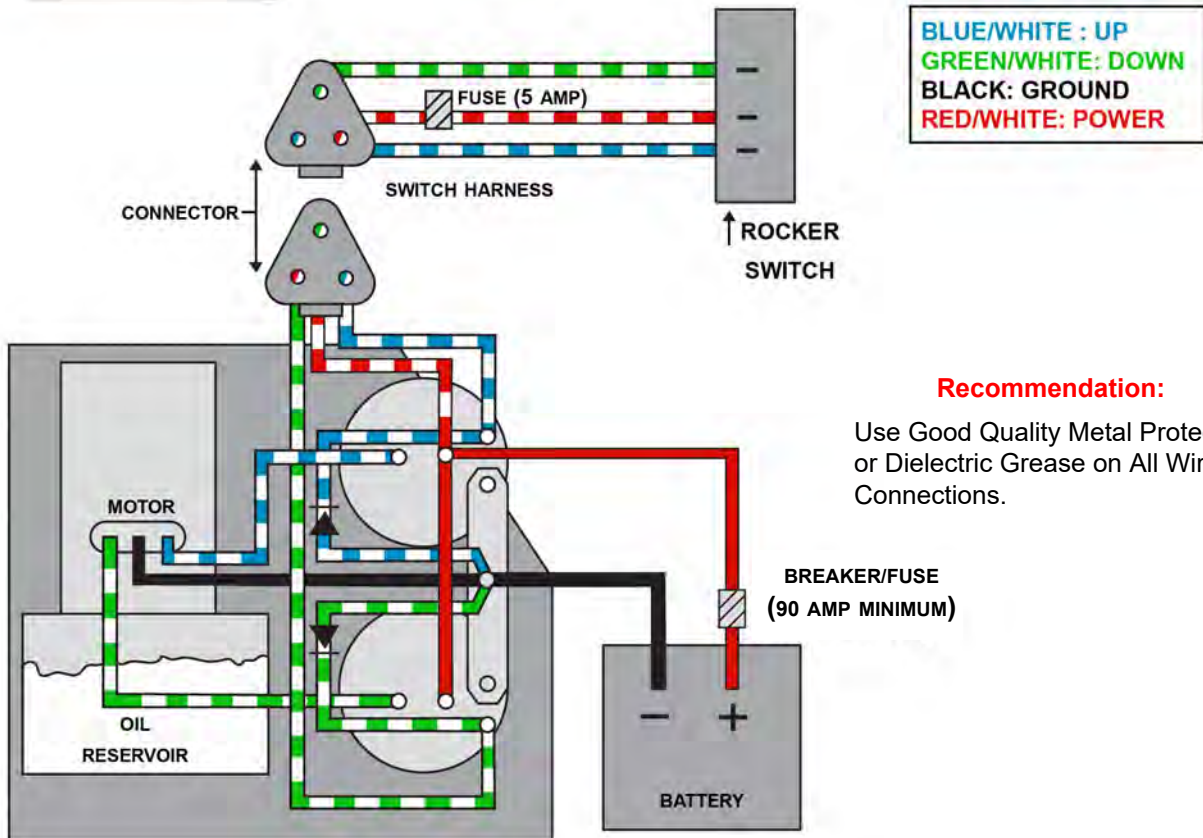 BLUE/WHITE : UP
GREEN/WHITE: DOWN
BLACK: GROUND
RED/WHITE: POWER
FUSE (5 AMP)
SWITCH HARNESS
CONNECTOR
ROCKER
SWITCH
Recommendation:
Use Good Quality Metal Prote
or Dielectric Grease on All Wir
Connections.
MOTOR
BREAKER/FUSE
(90 AMP MINIMUM)
OIL
RESERVOIR
− +
BATTERY